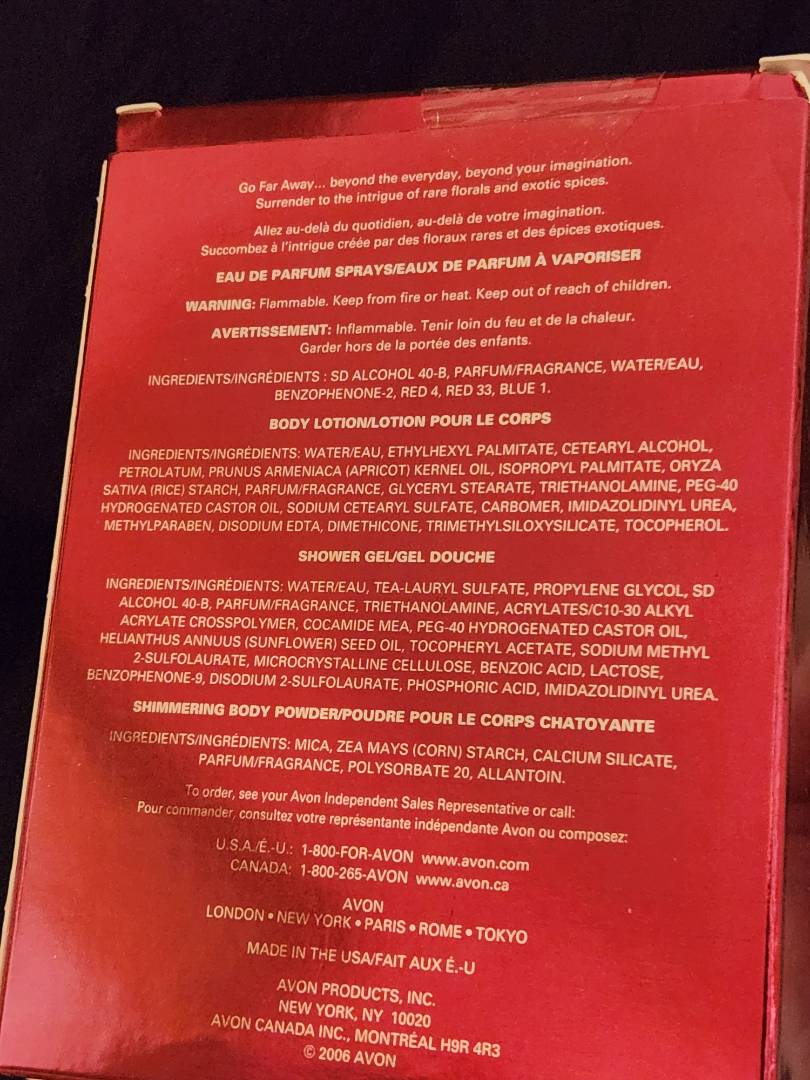 Go Far Away... beyond the everyday, beyond your imagination.
Surrender to the intrigue of rare florals and exotic spices.
Allez au-delà du quotidien, au-delà de votre imagination.
Succombez à l'intrigue créée par des floraux rares et des épices exotiques.
EAU DE PARFUM SPRAYS/EAUX DE PARFUM À VAPORISER
WARNING: Flammable. Keep from fire or heat. Keep out of reach of children.
AVERTISSEMENT: Inflammable. Tenir loin du feu et de la chaleur.
Garder hors de la portée des enfants.
INGREDIENTS/INGRÉDIENTS : SD ALCOHOL 40-B, PARFUM/FRAGRANCE, WATER/EAU,
BENZOPHENONE-2, RED 4, RED 33, BLUE 1.
BODY LOTION/LOTION POUR LE CORPS
INGREDIENTS/INGRÉDIENTS: WATER/EAU, ETHYLHEXYL PALMITATE, CETEARYL ALCOHOL,
PETROLATUM, PRUNUS ARMENIACA (APRICOT) KERNEL OIL, ISOPROPYL PALMITATE, ORYZA
SATIVA (RICE) STARCH, PARFUM/FRAGRANCE, GLYCERYL STEARATE, TRIETHANOLAMINE, PEG-40
HYDROGENATED CASTOR OIL, SODIUM CETEARYL SULFATE, CARBOMER, IMIDAZOLIDINYL UREA,
METHYLPARABEN, DISODIUM EDTA, DIMETHICONE, TRIMETHYLSILOXYSILICATE, TOCOPHEROL.
SHOWER GEL/GEL DOUCHE
INGREDIENTS/INGRÉDIENTS: WATER/EAU, TEA-LAURYL SULFATE, PROPYLENE GLYCOL, SD
ALCOHOL 40-B, PARFUM/FRAGRANCE, TRIETHANOLAMINE, ACRYLATES/C10-30 ALKYL
ACRYLATE CROSSPOLYMER, COCAMIDE MEA, PEG-40 HYDROGENATED CASTOR OIL,
HELIANTHUS ANNUUS (SUNFLOWER) SEED OIL, TOCOPHERYL ACETATE, SODIUM METHYL
2-SULFOLAURATE, MICROCRYSTALLINE CELLULOSE, BENZOIC ACID, LACTOSE,
BENZOPHENONE-9, DISODIUM 2-SULFOLAURATE, PHOSPHORIC ACID, IMIDAZOLIDINYL UREA.
SHIMMERING BODY POWDER/POUDRE POUR LE CORPS CHATOYANTE
INGREDIENTS/INGRÉDIENTS: MICA, ZEA MAYS (CORN) STARCH, CALCIUM SILICATE,
PARFUM/FRAGRANCE, POLYSORBATE 20, ALLANTOIN.
To order, see your Avon Independent Sales Representative or call:
Pour commander, consultez votre représentante indépendante Avon ou composez:
U.S.A./É.-U.: 1-800-FOR-AVON www.avon.com
CANADA: 1-800-265-AVON www.avon.ca
AVON
LONDON • NEW YORK • PARIS • ROME • TOKYO
MADE IN THE USA/FAIT AUX É.-U
AVON PRODUCTS, INC.
NEW YORK, NY 10020
AVON CANADA INC., MONTRÉAL H9R 4R3
© 2006 AVON